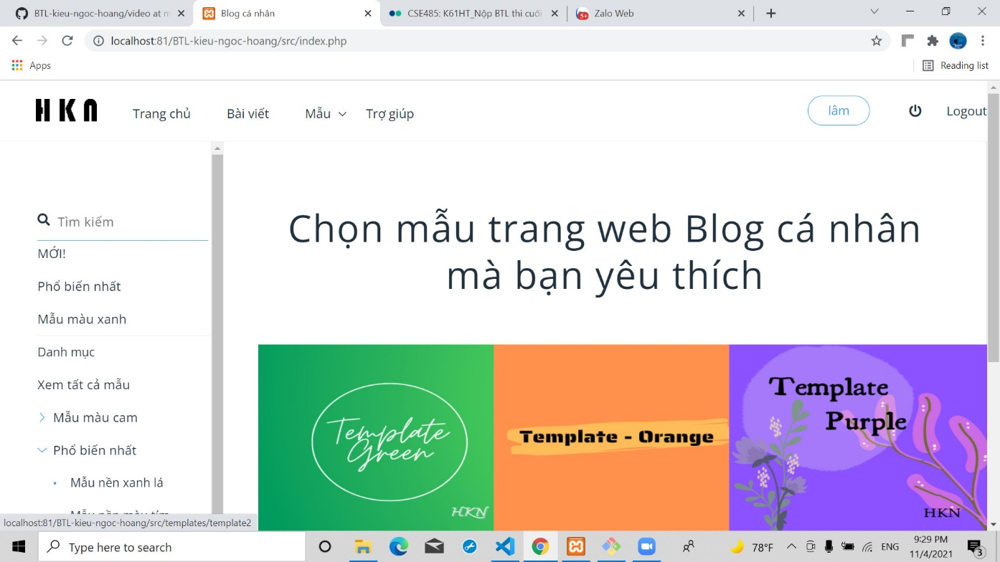 BTL-kieu-ngoc-hoang/video at m
Blog cá nhân
CSE485: K61HT_Nộp BTL thi cuối
Zalo Web
localhost:81/BTL-kieu-ngoc-hoang/src/index.php
Apps
Reading list
HKN
Trang chủ
Bài viết
Mẫu
Trợ giúp
lâm
Logout
Tìm kiếm
MỚI!
Phổ biến nhất
Mẫu màu xanh
Danh mục
Xem tất cả mẫu
Mẫu màu cam
Phổ biến nhất
Mẫu nền xanh lá
Mẫu nền màu tím
Chọn mẫu trang web Blog cá nhân
mà bạn yêu thích
Template
Green
HKN
Template - Orange
Template
Purple
HKN
localhost:81/BTL-kieu-ngoc-hoang/src/templates/template2
Type here to search
5+
78°F
ENG
9:29 PM
11/4/2021
3